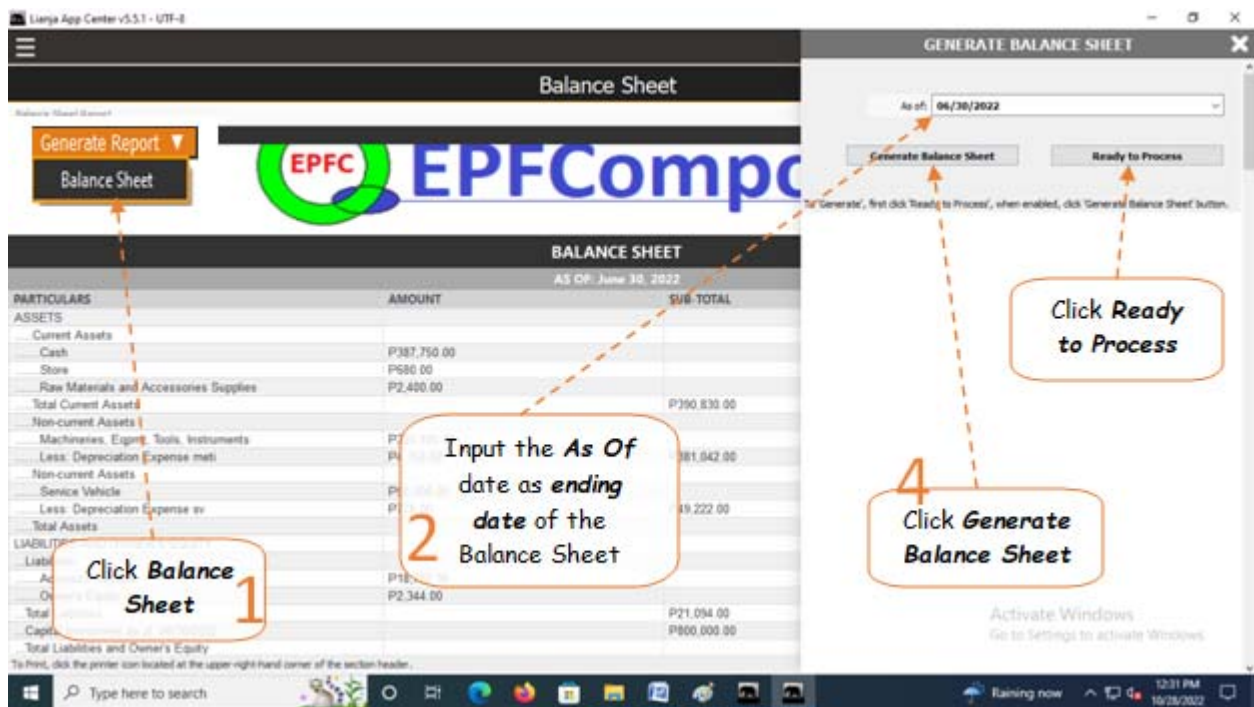 Lianja App Center v5.5.1 - UTF-8
GENERATE BALANCE SHEET
Balance Sheet
Balance Sheet Report
As of: 06/30/2022
Generate Report ▼
Balance Sheet
EPFC EPFCompo
Generate Balance Sheet Ready to Process
To 'Generate', first click 'Ready to Process', when enabled, click 'Generate Balance Sheet' button.
BALANCE SHEET
AS OF: June 30, 2022
PARTICULARS AMOUNT SUB-TOTAL
ASSETS
Current Assets
Cash P387,750.00
Store P680.00
Raw Materials and Accessories Supplies P2,400.00
Total Current Assets P390,830.00
Non-current Assets
Machineries, Eqpmt, Tools, Instruments
Less: Depreciation Expense meti 381,042.00
Non-current Assets
Service Vehicle
Less: Depreciation Expense sv 49,222.00
Total Assets
Total P21,094.00
P2,344.00
P800,000.00
Total Liabilities and Owner's Equity
To Print, click the printer icon located at the upper-right-hand corner of the section header.
Click Balance
Sheet
1
Input the As Of
date as ending
date of the
Balance Sheet
2
Click Ready
to Process
4
Click Generate
Balance Sheet
Activate Windows
Go to Settings to activate Windows.
Type here to search
Raining now
12:31 PM
10/28/2022